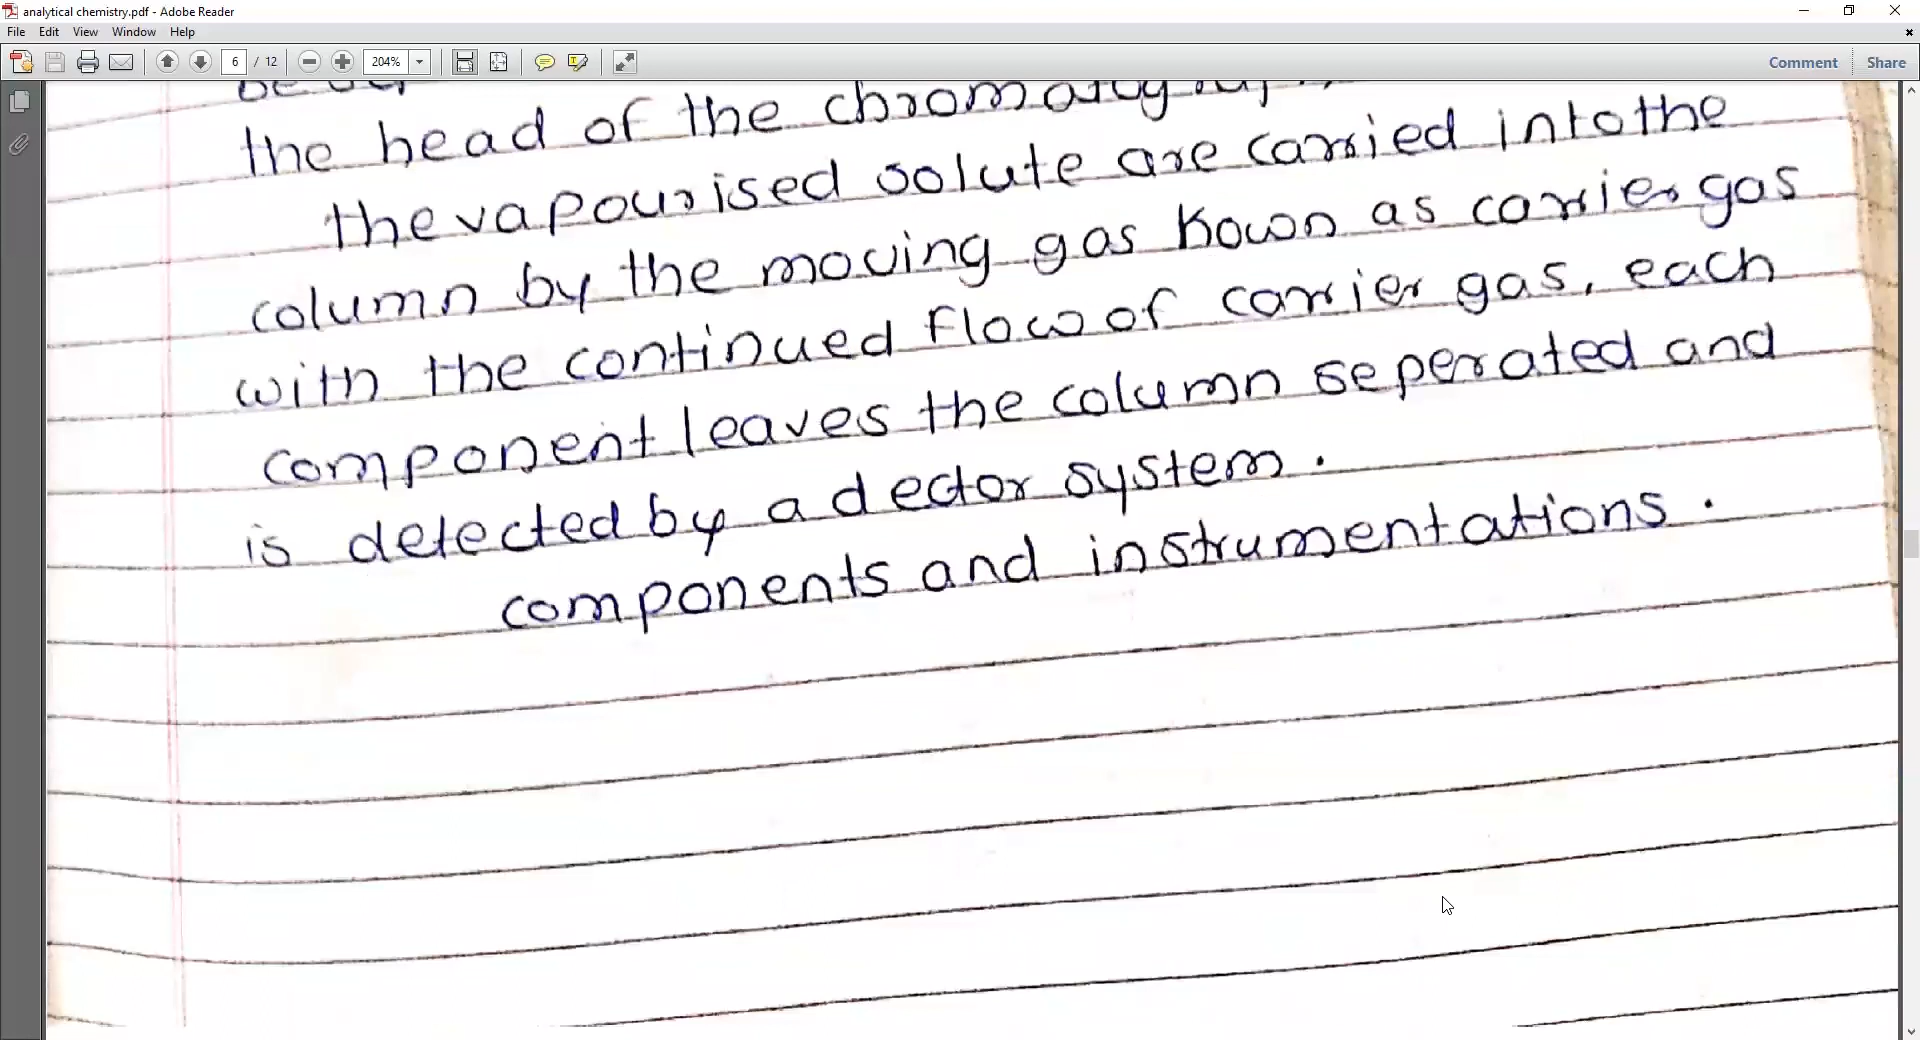 analytical chemistry.pdf - Adobe Reader
File Edit View Window Help
6 / 12 204% Comment Share
the head of the
the vapourised solute are carried into the
column by the moving gas kown as carrier gas
with the continued flow of carrier gas, each
component leaves the column seperated and
is detected by a dector system.
components and instrumentations.